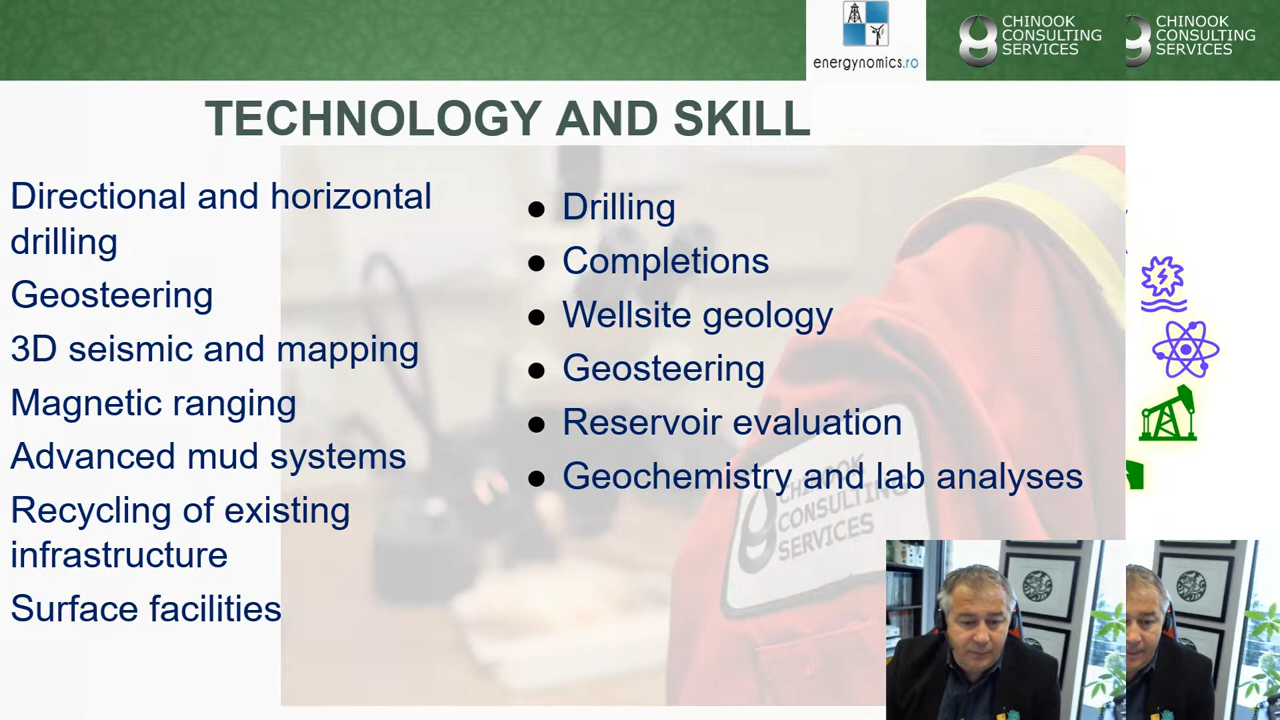 energynomics.ro
CHINOOK
CONSULTING
SERVICES
CHINOOK
CONSULTING
SERVICES
TECHNOLOGY AND SKILL
Directional and horizontal
drilling
Geosteering
3D seismic and mapping
Magnetic ranging
Advanced mud systems
Recycling of existing
infrastructure
Surface facilities
● Drilling
● Completions
● Wellsite geology
● Geosteering
● Reservoir evaluation
● Geochemistry and lab analyses
CHINOOK
CONSULTING
SERVICES